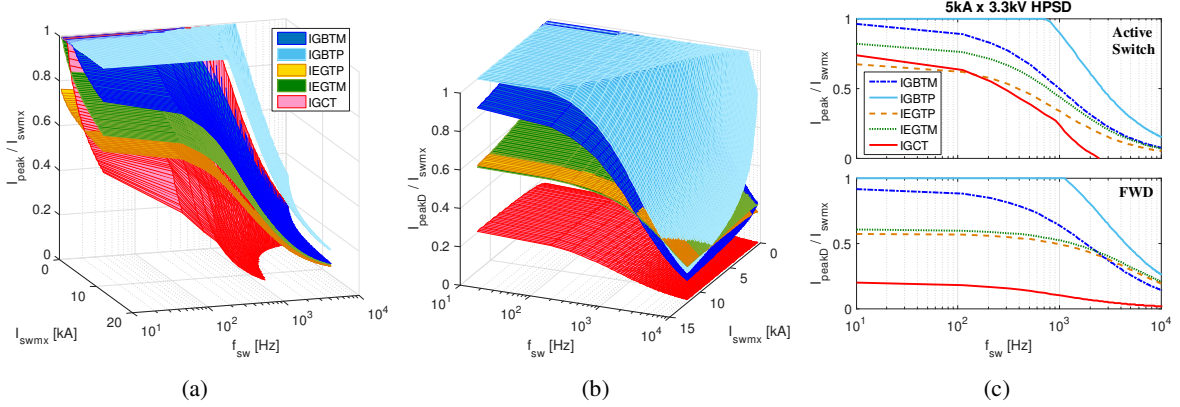 1
0.8
0.6
0.4
0.2
0
I_peak / I_swmx
0
10
20
I_swmx [kA]
10^1
10^2
10^3
10^4
f_sw [Hz]
IGBTM
IGBTP
IEGTP
IEGTM
IGCT
(a)
1
0.8
0.6
0.4
0.2
0
I_peakD / I_swmx
10^1
10^2
10^3
10^4
f_sw [Hz]
15
10
5
0
I_swmx [kA]
(b)
5kA x 3.3kV HPSD
1
0.5
0
I_peak / I_swmx
Active
Switch
IGBTM
IGBTP
IEGTP
IEGTM
IGCT
1
0.5
0
I_peakD / I_swmx
FWD
10^1
10^2
10^3
10^4
f_sw [Hz]
(c)